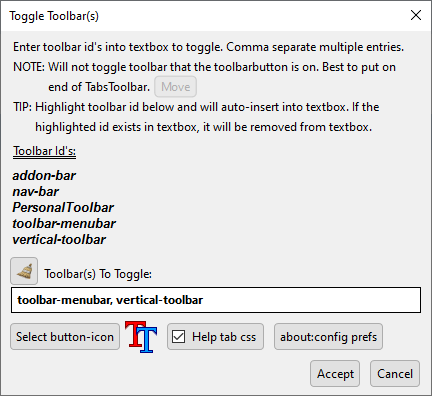 Toggle Toolbar(s)
Enter toolbar id's into textbox to toggle. Comma separate multiple entries.
NOTE: Will not toggle toolbar that the toolbarbutton is on. Best to put on
end of TabsToolbar. Move
TIP: Highlight toolbar id below and will auto-insert into textbox. If the
highlighted id exists in textbox, it will be removed from textbox.
Toolbar Id's:
addon-bar
nav-bar
PersonalToolbar
toolbar-menubar
vertical-toolbar
Toolbar(s) To Toggle:
toolbar-menubar, vertical-toolbar
Select button-icon TT Help tab css about:config prefs
Accept Cancel